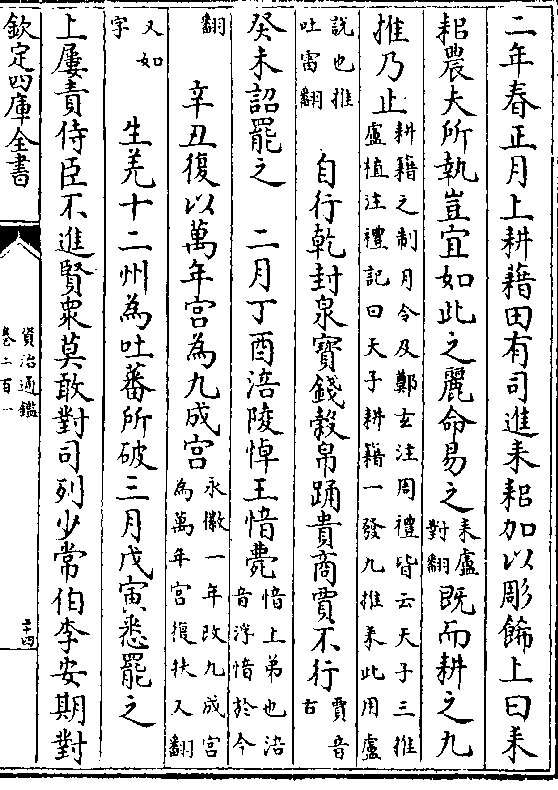 二年春正月上耕藉田有司進耒耜加以彫飾上曰耒
耜農夫所執豈宜如此之麗命易之耒盧對翻既而耕之九
推乃止耕藉之制月令及鄭玄注周禮皆云天子三推盧植注禮記曰天子耕藉一發九推耒此用盧
說也推吐雷翻 自行乾封泉寶錢穀帛踊貴商賈不行賈音古
癸未詔罷之 二月丁酉涪陵悼王愔薨愔上弟也涪音浮愔於今
翻 辛丑復以萬年宮為九成宮永徽一年改九成宮為萬年宮復扶又翻
又如字 生羌十二州為吐蕃所破三月戊寅悉罷之
上屢責侍臣不進賢衆莫敢對司列少常伯李安期對
欽定四庫全書
資治通鑑
卷二百一
二十四